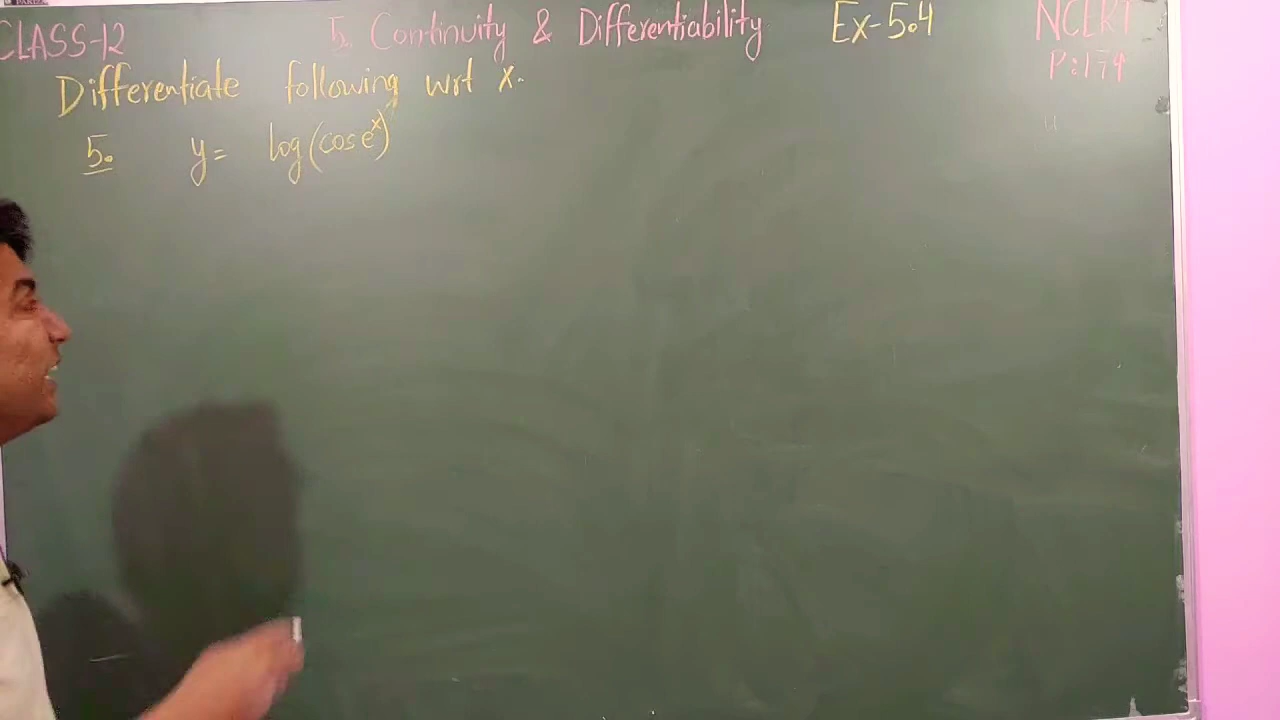 CLASS-12 5. Continuity & Differentiability Ex-5.4 NCERT
P:174
Differentiate following wrt x.
5. y = log(cos eˣ)